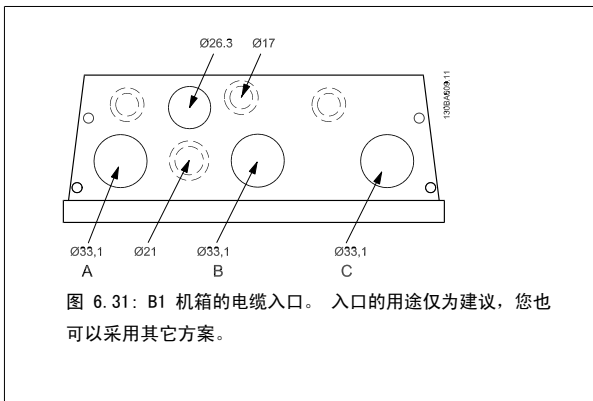 Ø26.3 Ø17
130BA609.11
Ø33,1 Ø21 Ø33,1 Ø33,1
A B C
图 6.31: B1 机箱的电缆入口。 入口的用途仅为建议，您也
可以采用其它方案。